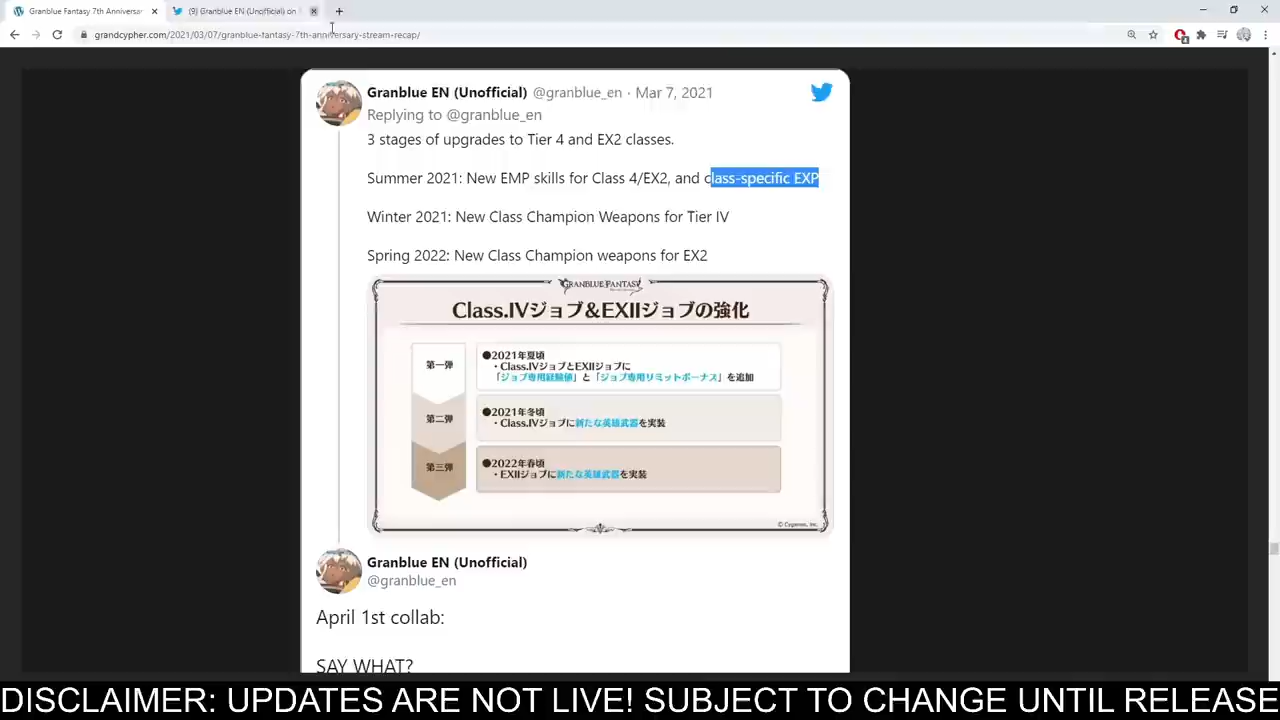 Granblue Fantasy 7th Anniversa
(9) Granblue EN (Unofficial) on
grandcypher.com/2021/03/07/granblue-fantasy-7th-anniversary-stream-recap/
Granblue EN (Unofficial) @granblue_en · Mar 7, 2021
Replying to @granblue_en
3 stages of upgrades to Tier 4 and EX2 classes.
Summer 2021: New EMP skills for Class 4/EX2, and class-specific EXP
Winter 2021: New Class Champion Weapons for Tier IV
Spring 2022: New Class Champion weapons for EX2
GRANBLUE FANTASY
Class.IVジョブ&EXIIジョブの強化
第一弾
●2021年夏頃
・Class.IVジョブとEXIIジョブに
「ジョブ専用経験値」と「ジョブ専用リミットボーナス」を追加
第二弾
●2021年冬頃
・Class.IVジョブに新たな英雄武器を実装
第三弾
●2022年春頃
・EXIIジョブに新たな英雄武器を実装
© Cygames, Inc.
Granblue EN (Unofficial)
@granblue_en
April 1st collab:
SAY WHAT?
DISCLAIMER: UPDATES ARE NOT LIVE! SUBJECT TO CHANGE UNTIL RELEASE